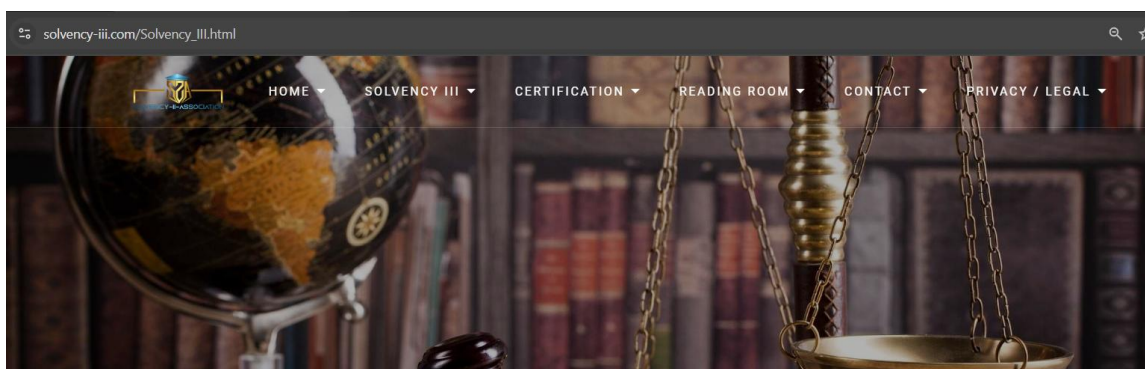 solvency-iii.com/Solvency_III.html
HOME SOLVENCY III CERTIFICATION READING ROOM CONTACT PRIVACY / LEGAL